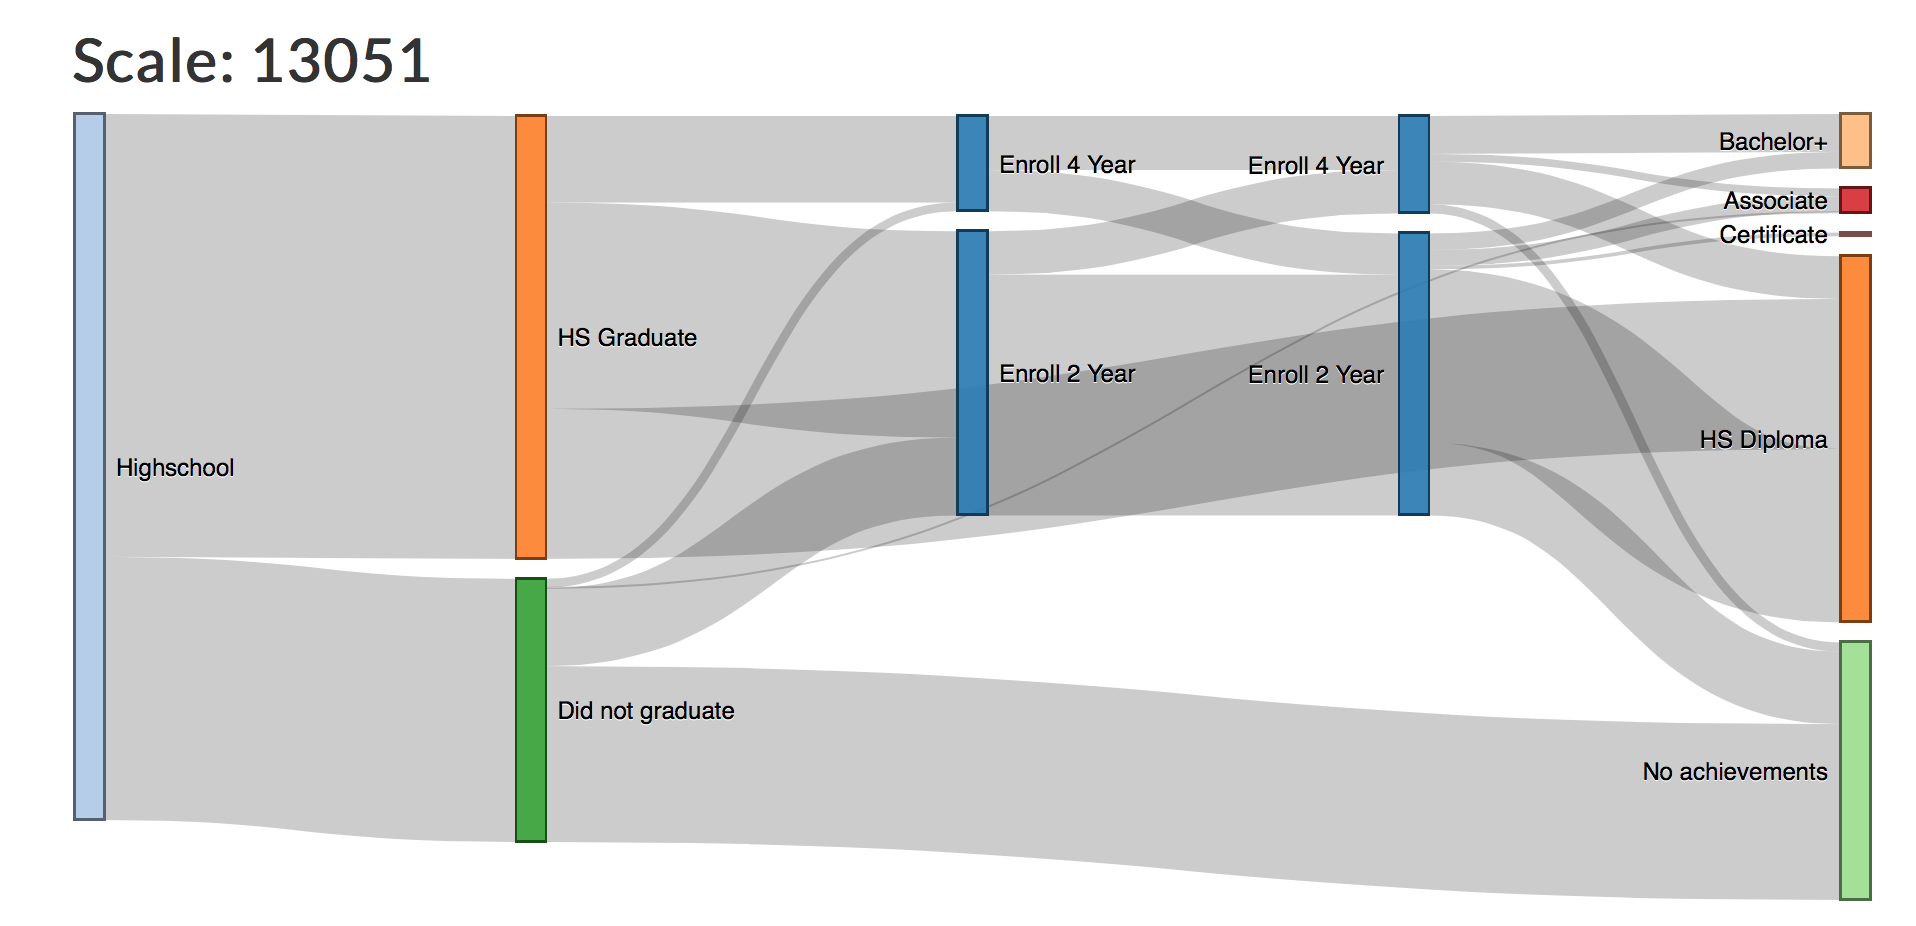 Scale: 13051
Highschool
HS Graduate
Did not graduate
Enroll 4 Year
Enroll 2 Year
Enroll 4 Year
Enroll 2 Year
Bachelor+
Associate
Certificate
HS Diploma
No achievements